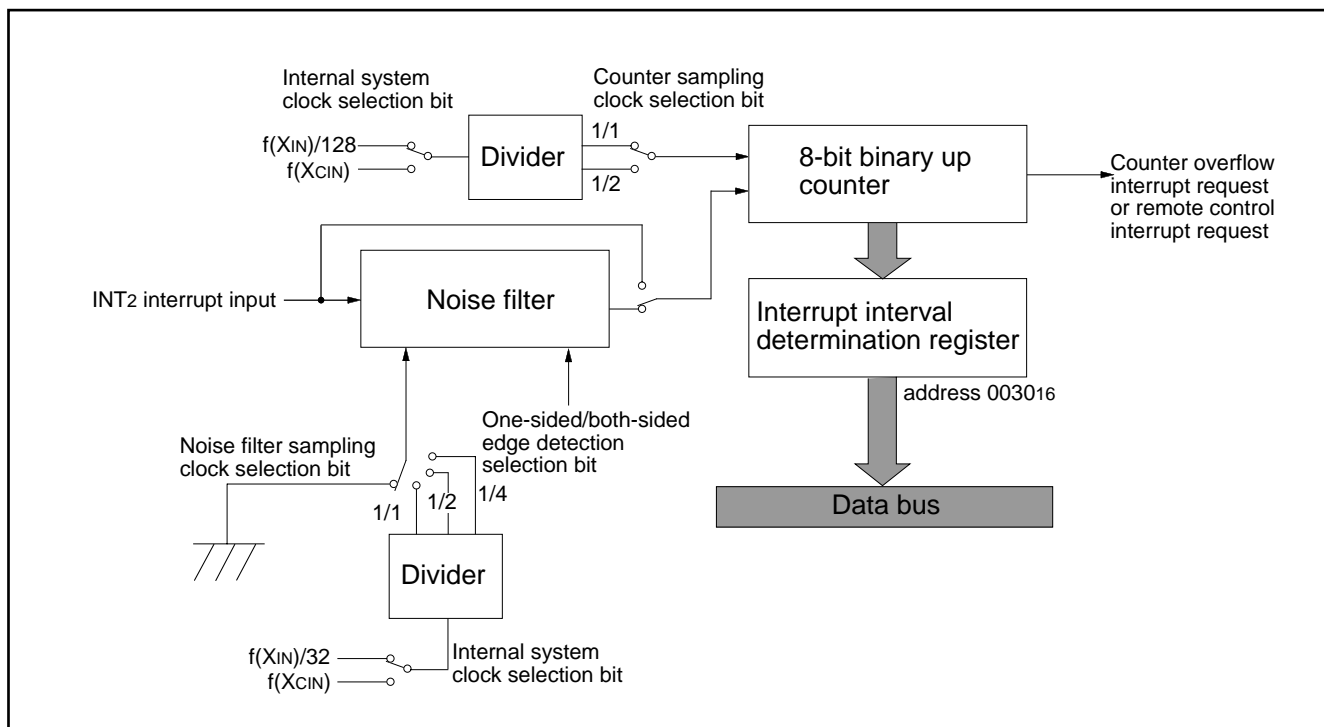 Internal system
clock selection bit
Counter sampling
clock selection bit
f(XIN)/128
f(XCIN)
Divider
1/1
1/2
8-bit binary up
counter
Counter overflow
interrupt request
or remote control
interrupt request
INT2 interrupt input
Noise filter
Interrupt interval
determination register
address 003016
One-sided/both-sided
edge detection
selection bit
Noise filter sampling
clock selection bit
1/1
1/2
1/4
Data bus
Divider
f(XIN)/32
f(XCIN)
Internal system
clock selection bit